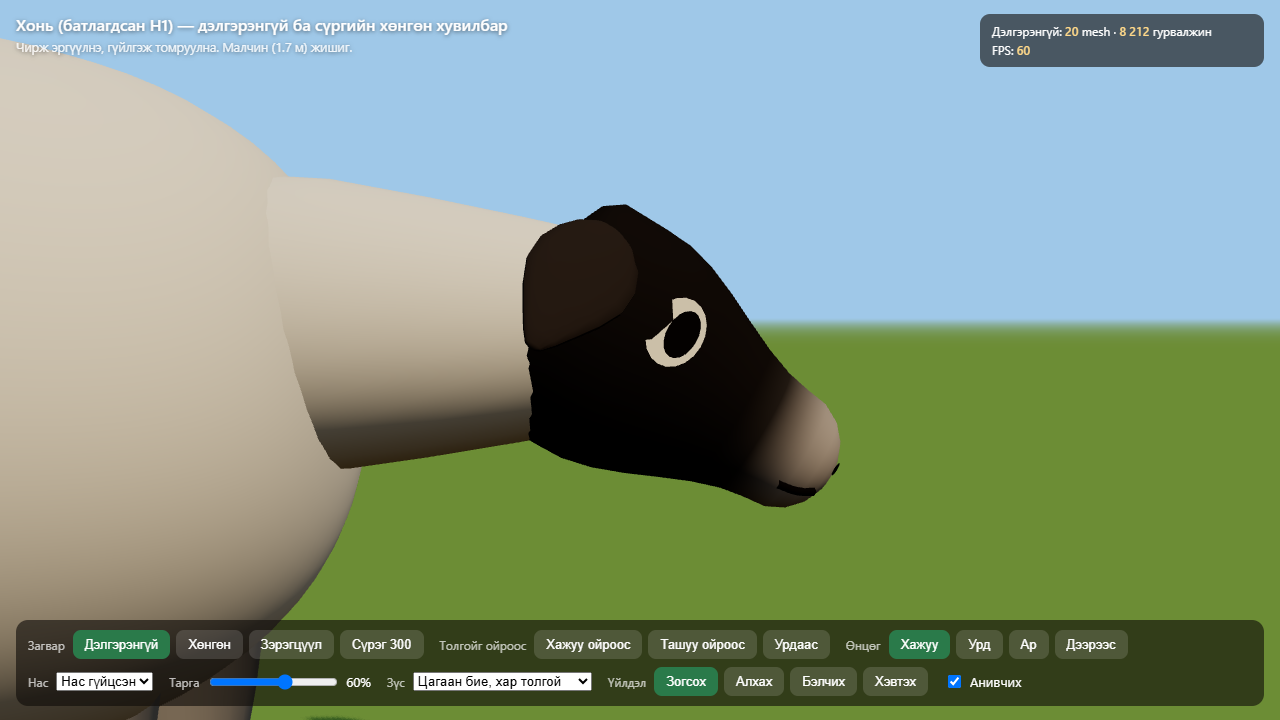 Хонь (батлагдсан H1) — дэлгэрэнгүй ба сүргийн хөнгөн хувилбар
Чирж эргүүлнэ, гүйлгэж томруулна. Малчин (1.7 м) жишиг.
Дэлгэрэнгүй: 20 mesh · 8 212 гурвалжин
FPS: 60
Загвар Дэлгэрэнгүй Хөнгөн Зэрэгцүүл Сүрэг 300 Толгойг ойроос Хажуу ойроос Ташуу ойроос Урдаас Өнцөг Хажуу Урд Ар Дээрээс
Нас Нас гүйцсэн Тарга 60% Зүс Цагаан бие, хар толгой Үйлдэл Зогсох Алхах Бэлчих Хэвтэх Анивчих